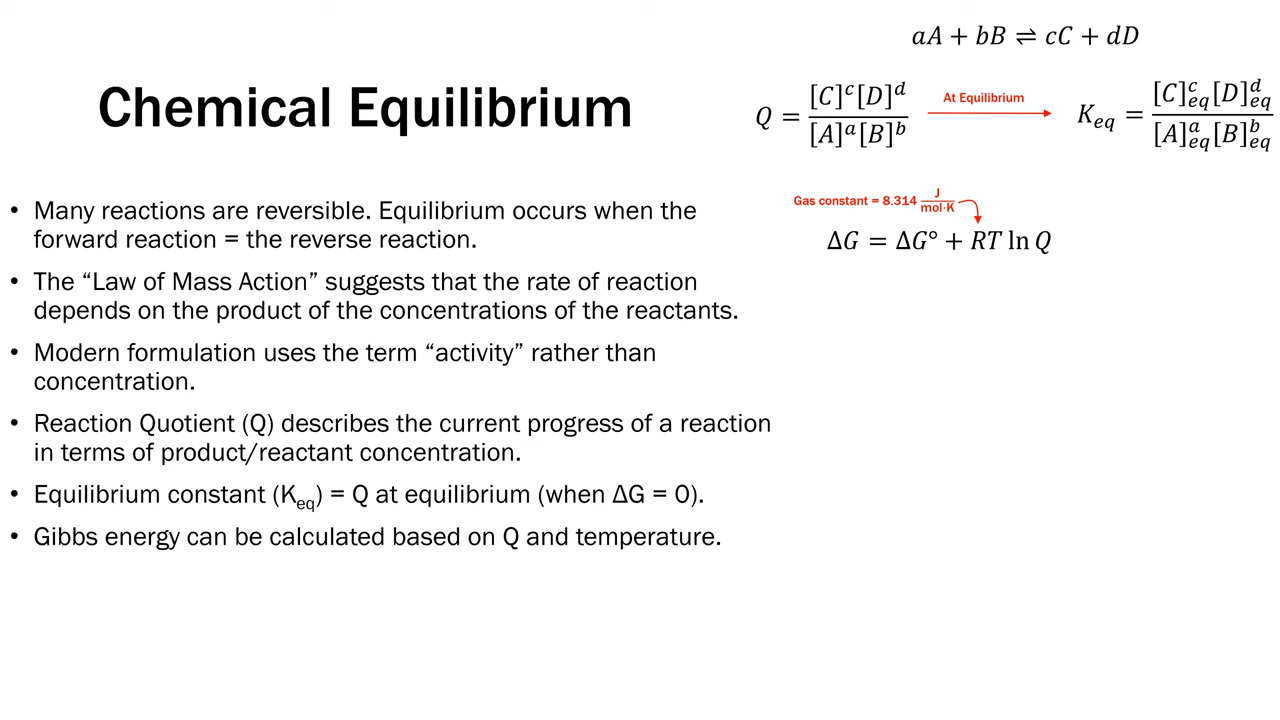 aA + bB ⇌ cC + dD
Chemical Equilibrium
Q = [C]^c[D]^d / [A]^a[B]^b
At Equilibrium
K_eq = [C]^c_eq[D]^d_eq / [A]^a_eq[B]^b_eq
Gas constant = 8.314 J/mol·K
ΔG = ΔG° + RT ln Q
• Many reactions are reversible. Equilibrium occurs when the
forward reaction = the reverse reaction.
• The “Law of Mass Action” suggests that the rate of reaction
depends on the product of the concentrations of the reactants.
• Modern formulation uses the term “activity” rather than
concentration.
• Reaction Quotient (Q) describes the current progress of a reaction
in terms of product/reactant concentration.
• Equilibrium constant (K_eq) = Q at equilibrium (when ΔG = 0).
• Gibbs energy can be calculated based on Q and temperature.